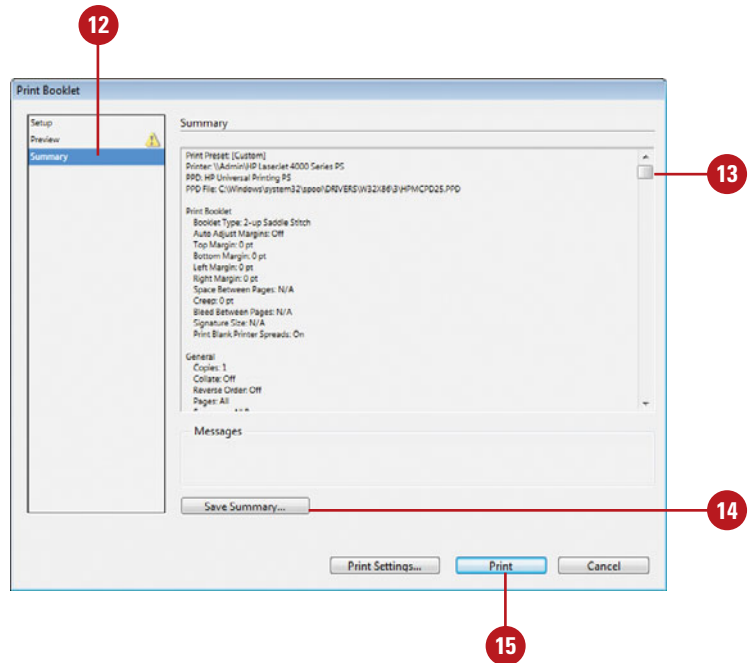 12
Print Booklet
Setup
Preview
Summary
Summary
Print Preset: [Custom]
Printer: \\Admin\HP LaserJet 4000 Series PS
PPD: HP Universal Printing PS
PPD File: C:\Windows\system32\spool\DRIVERS\W32X86\3\HPMCPD25.PPD
Print Booklet
Booklet Type: 2-up Saddle Stitch
Auto Adjust Margins: Off
Top Margin: 0 pt
Bottom Margin: 0 pt
Left Margin: 0 pt
Right Margin: 0 pt
Space Between Pages: N/A
Creep: 0 pt
Bleed Between Pages: N/A
Signature Size: N/A
Print Blank Printer Spreads: On
General
Copies: 1
Collate: Off
Reverse Order: Off
Pages: All
13
Messages
Save Summary...
14
Print Settings...
Print
Cancel
15